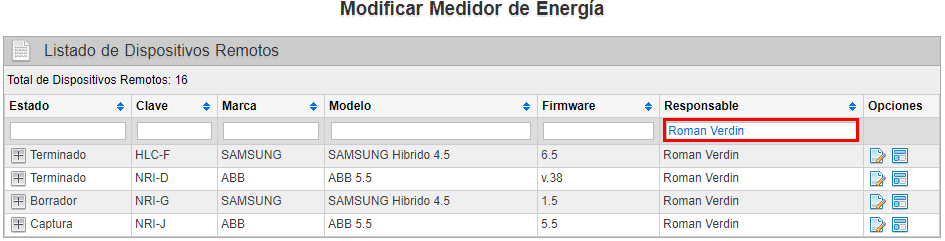 Modificar Medidor de Energía
Listado de Dispositivos Remotos
Total de Dispositivos Remotos: 16
Estado Clave Marca Modelo Firmware Responsable Opciones
Roman Verdin
Terminado HLC-F SAMSUNG SAMSUNG Hibrido 4.5 6.5 Roman Verdin
Terminado NRI-D ABB ABB 5.5 v.38 Roman Verdin
Borrador NRI-G SAMSUNG SAMSUNG Hibrido 4.5 1.5 Roman Verdin
Captura NRI-J ABB ABB 5.5 5.5 Roman Verdin